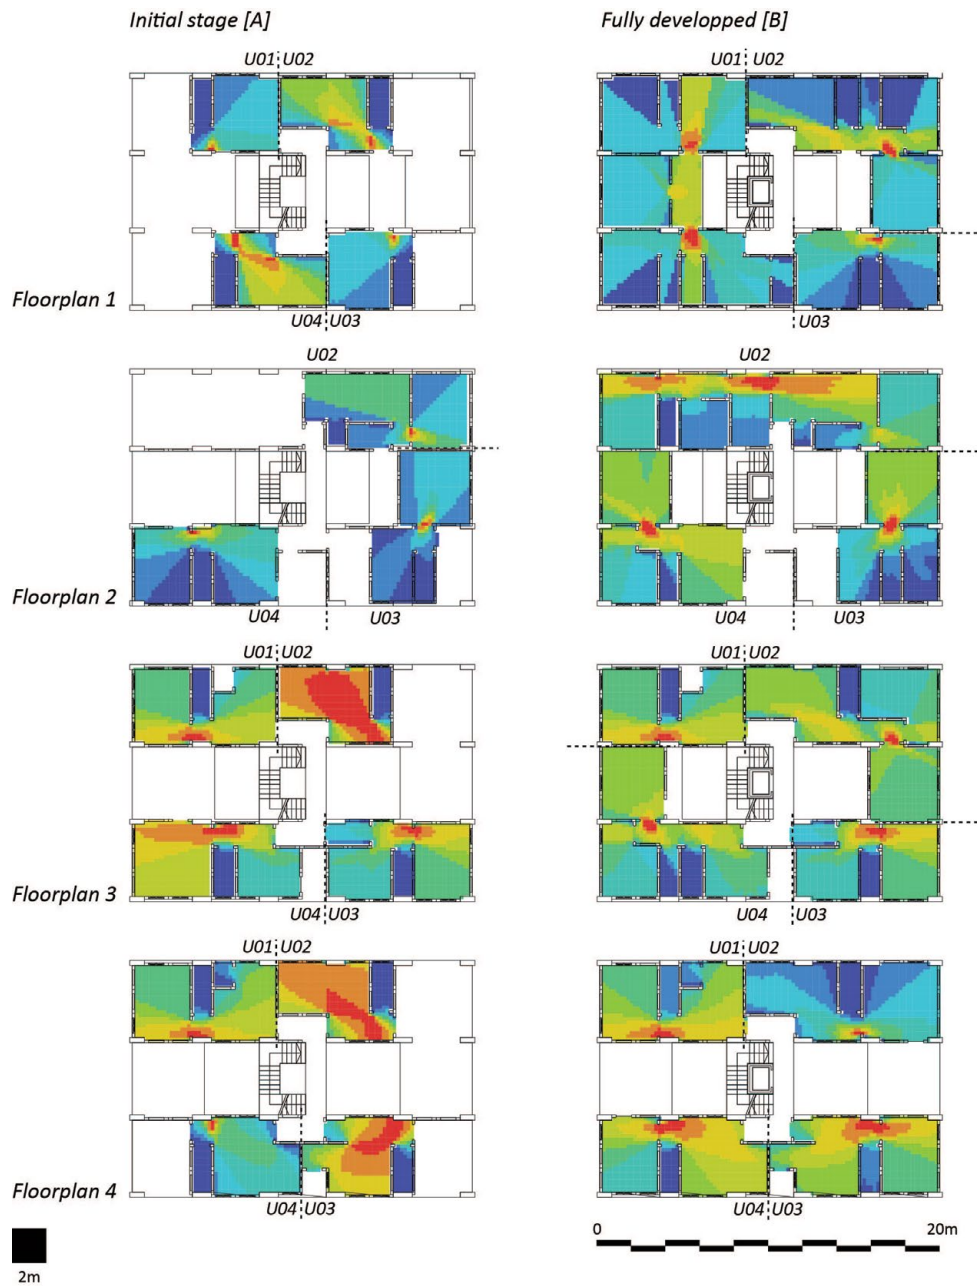 Initial stage [A]
Fully developped [B]
U01 U02
U01 U02
Floorplan 1
U04 U03
U03
U02
U02
Floorplan 2
U04 U03
U04 U03
U01 U02
U01 U02
Floorplan 3
U04 U03
U04 U03
U01 U02
U01 U02
Floorplan 4
U04 U03
U04 U03
0 20m
2m